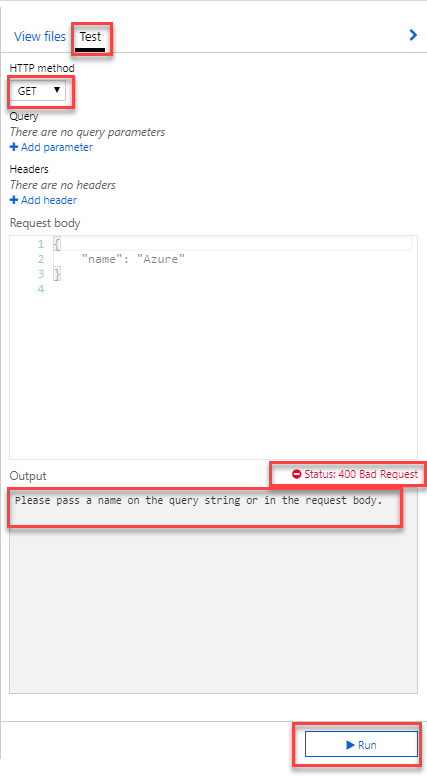 View files Test
HTTP method
GET
Query
There are no query parameters
+ Add parameter
Headers
There are no headers
+ Add header
Request body
1 {
2 "name": "Azure"
3 }
4
Output Status: 400 Bad Request
Please pass a name on the query string or in the request body.
Run